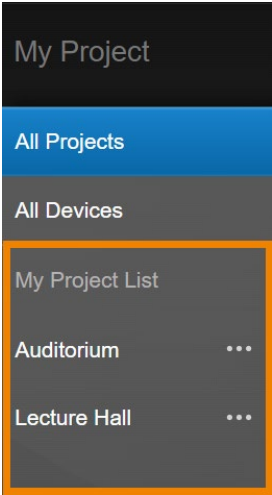 My Project
All Projects
All Devices
My Project List
Auditorium •••
Lecture Hall •••